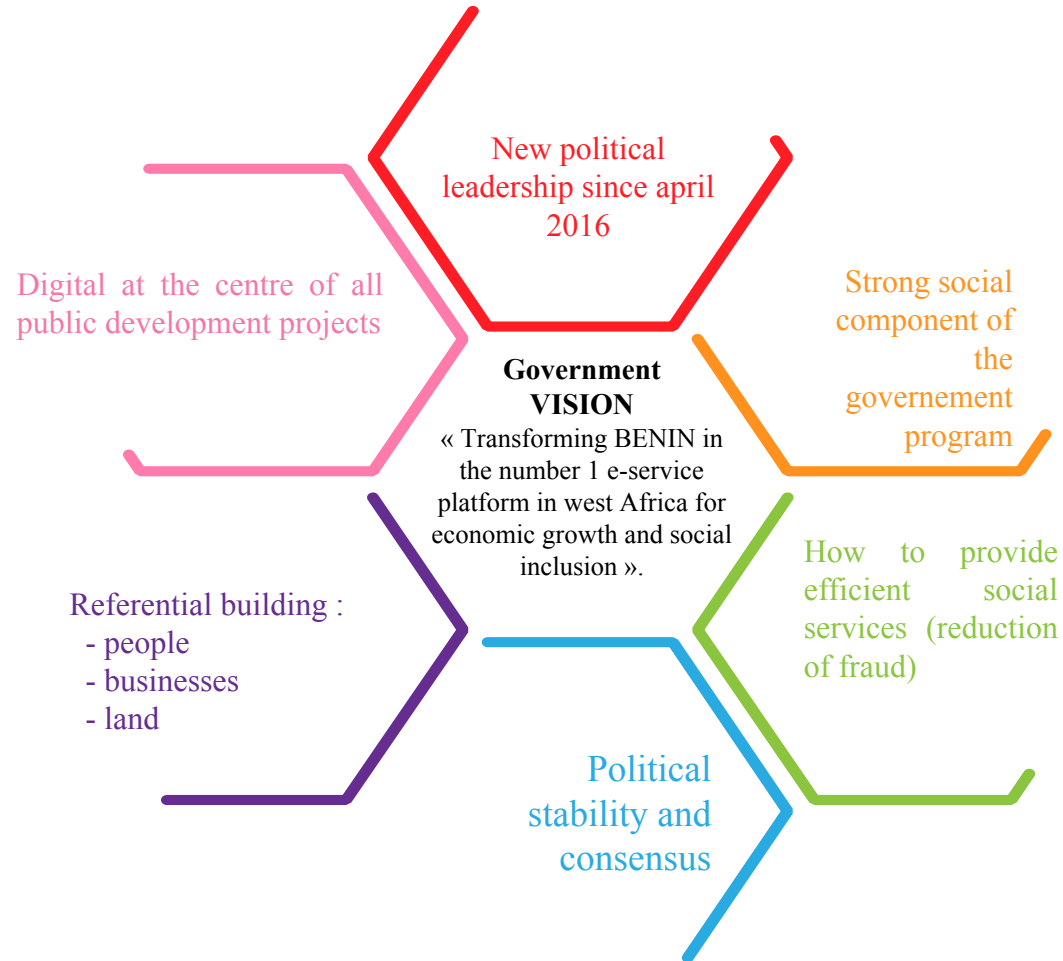 New political
leadership since april
2016
Digital at the centre of all
public development projects
Strong social
component of
the
governement
program
Government
VISION
« Transforming BENIN in
the number 1 e-service
platform in west Africa for
economic growth and social
inclusion ».
How to provide
efficient social
services (reduction
of fraud)
Referential building :
- people
- businesses
- land
Political
stability and
consensus